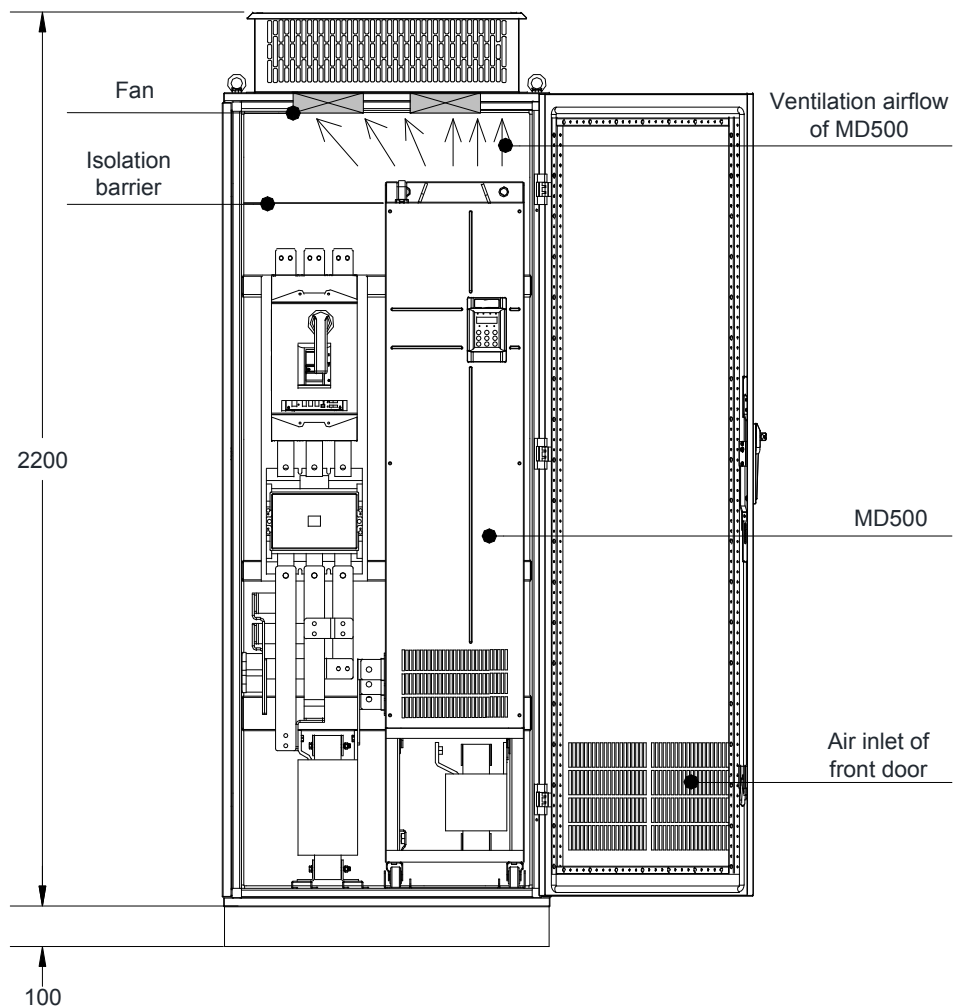 Fan
Ventilation airflow
of MD500
Isolation
barrier
2200
MD500
Air inlet of
front door
100